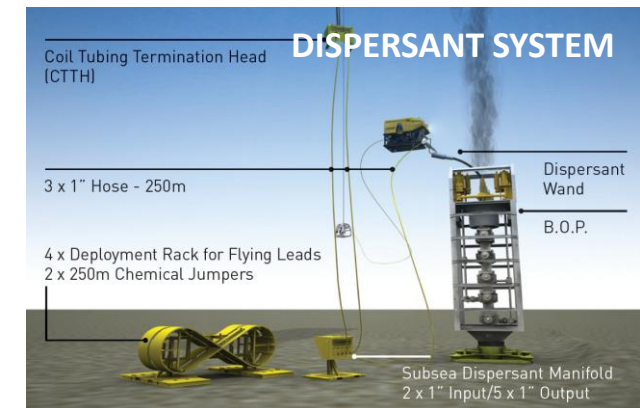 DISPERSANT SYSTEM
Coil Tubing Termination Head
(CTTH)
3 x 1” Hose - 250m
Dispersant
Wand
B.O.P.
4 x Deployment Rack for Flying Leads
2 x 250m Chemical Jumpers
Subsea Dispersant Manifold
2 x 1” Input/5 x 1” Output